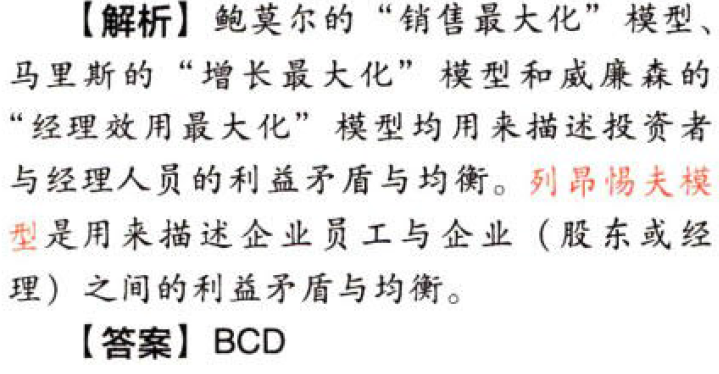 【解析】鲍莫尔的“销售最大化”模型、
马里斯的“增长最大化”模型和威廉森的
“经理效用最大化”模型均用来描述投资者
与经理人员的利益矛盾与均衡。列昂惕夫模
型是用来描述企业员工与企业（股东或经
理）之间的利益矛盾与均衡。
【答案】BCD